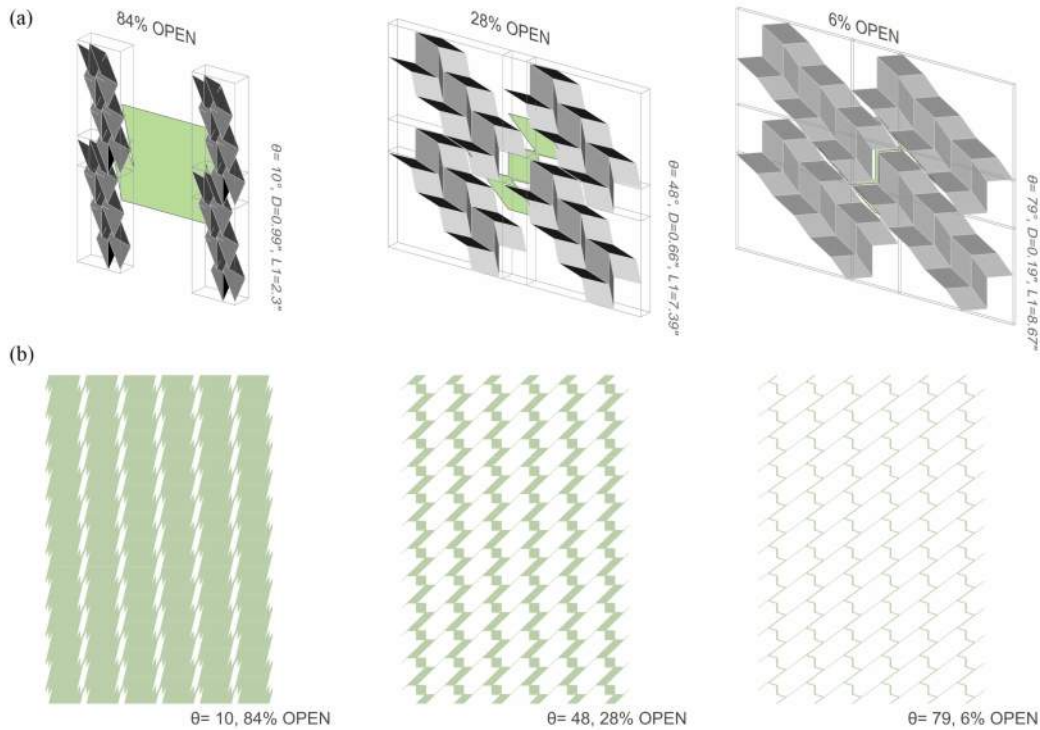 (a)
84% OPEN
28% OPEN
6% OPEN
θ= 10°, D=0.99", L1=2.3"
θ= 48°, D=0.66", L1=7.39"
θ= 79°, D=0.19", L1=8.67"
(b)
θ= 10, 84% OPEN
θ= 48, 28% OPEN
θ= 79, 6% OPEN